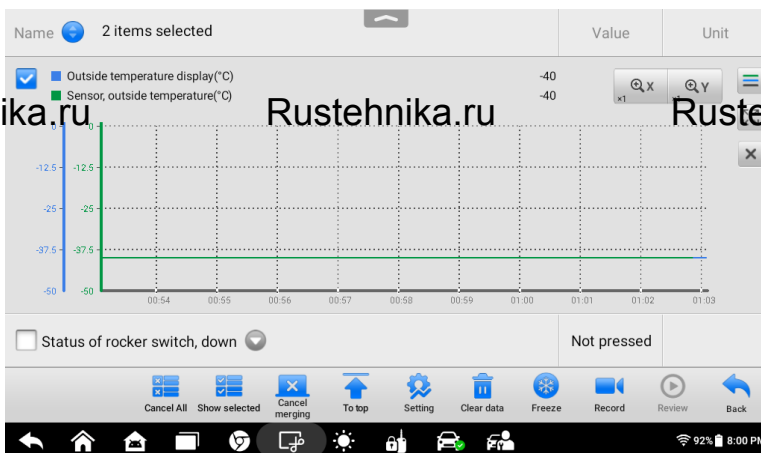 Name
2 items selected
Value
Unit
Outside temperature display(°C)
-40
Sensor, outside temperature(°C)
-40
X
×1
Y
ika.ru
Rustehnika.ru
Ruste
0
-12.5
-12.5
-25
-25
-37.5
-37.5
-50
-50
00:54
00:55
00:56
00:57
00:58
00:59
01:00
01:01
01:02
01:03
Status of rocker switch, down
Not pressed
Cancel All
Show selected
Cancel
merging
To top
Setting
Clear data
Freeze
Record
Review
Back
92%
8:00 PM